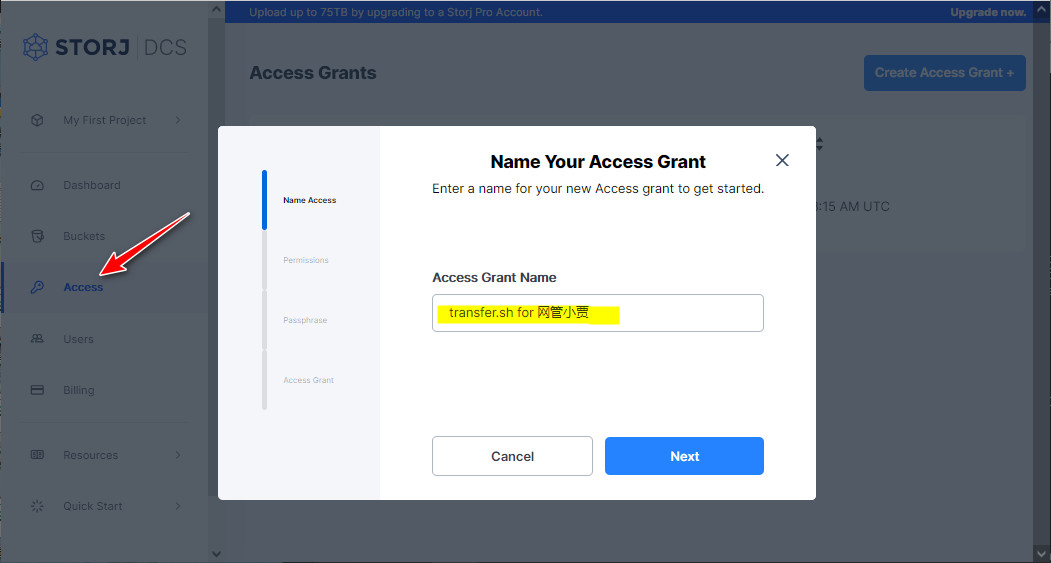 Upload up to 75TB by upgrading to a Storj Pro Account.
Upgrade now.
STORJ DCS
Access Grants
Create Access Grant +
My First Project
Dashboard
Buckets
Access
Users
Billing
Resources
Quick Start
:15 AM UTC
Name Access
Permissions
Passphrase
Access Grant
Name Your Access Grant
Enter a name for your new Access grant to get started.
Access Grant Name
transfer.sh for 网管小贾
Cancel
Next